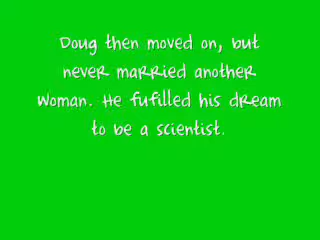 Doug then moved on, but
never married another
Woman. He fufilled his dream
to be a scientist.